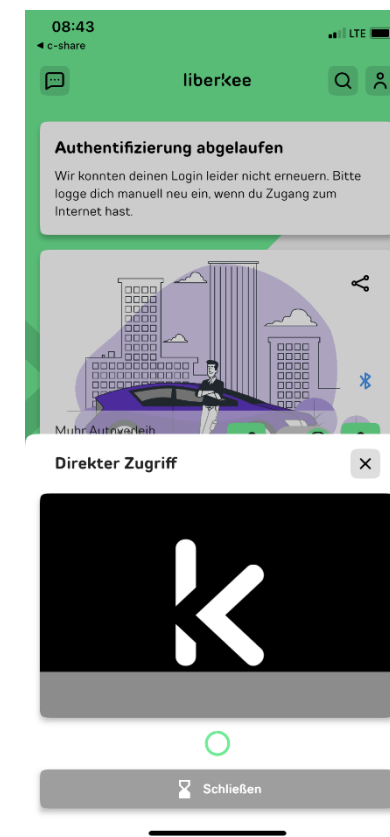 08:43
LTE
◀ c-share
liberkee
Authentifizierung abgelaufen
Wir konnten deinen Login leider nicht erneuern. Bitte
logge dich manuell neu ein, wenn du Zugang zum
Internet hast.
Muhr Autoverleih
Direkter Zugriff
Schließen